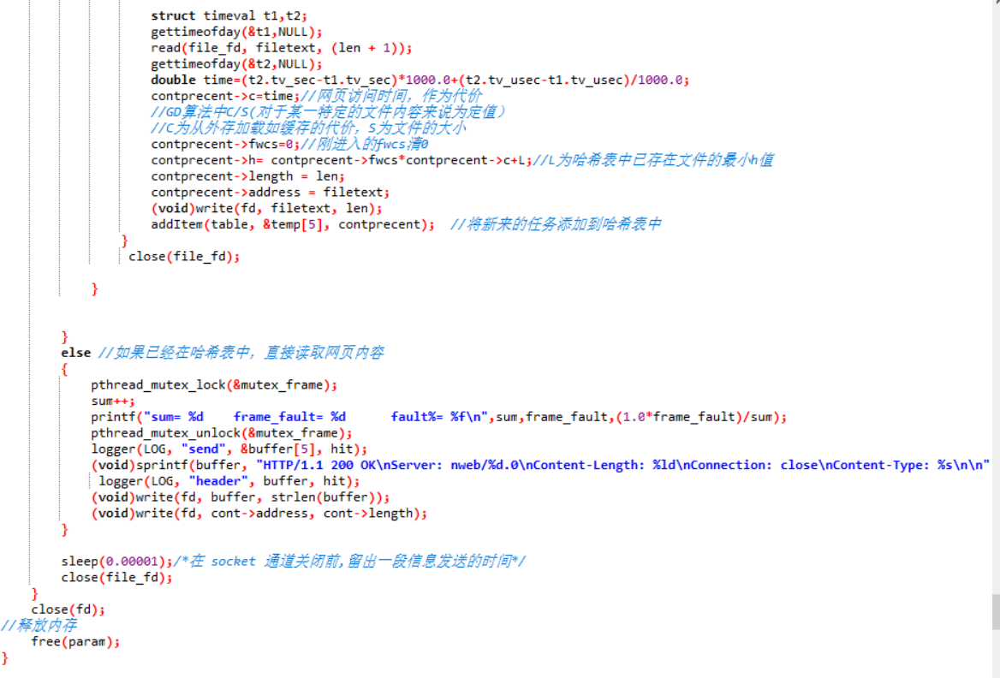 struct timeval t1,t2;
gettimeofday(&t1,NULL);
read(file_fd, filetext, (len + 1));
gettimeofday(&t2,NULL);
double time=(t2.tv_sec-t1.tv_sec)*1000.0+(t2.tv_usec-t1.tv_usec)/1000.0;
contprecent->c=time;//网页访问时间，作为代价
//GD算法中C/S(对于某一特定的文件内容来说为定值）
//C为从外存加载如缓存的代价，S为文件的大小
contprecent->fwcs=0;//刚进入的fwcs清0
contprecent->h= contprecent->fwcs*contprecent->c+L;//L为哈希表中已存在文件的最小h值
contprecent->length = len;
contprecent->address = filetext;
(void)write(fd, filetext, len);
addItem(table, &temp[5], contprecent);  //将新来的任务添加到哈希表中
}
close(file_fd);
}
}
else //如果已经在哈希表中，直接读取网页内容
{
pthread_mutex_lock(&mutex_frame);
sum++;
printf("sum= %d    frame_fault= %d      fault%= %f\n",sum,frame_fault,(1.0*frame_fault)/sum);
pthread_mutex_unlock(&mutex_frame);
logger(LOG, "send", &buffer[5], hit);
(void)sprintf(buffer, "HTTP/1.1 200 OK\nServer: nweb/%d.0\nContent-Length: %ld\nConnection: close\nContent-Type: %s\n\n"
logger(LOG, "header", buffer, hit);
(void)write(fd, buffer, strlen(buffer));
(void)write(fd, cont->address, cont->length);
}
sleep(0.00001);/*在 socket 通道关闭前,留出一段信息发送的时间*/
close(file_fd);
}
close(fd);
//释放内存
free(param);
}